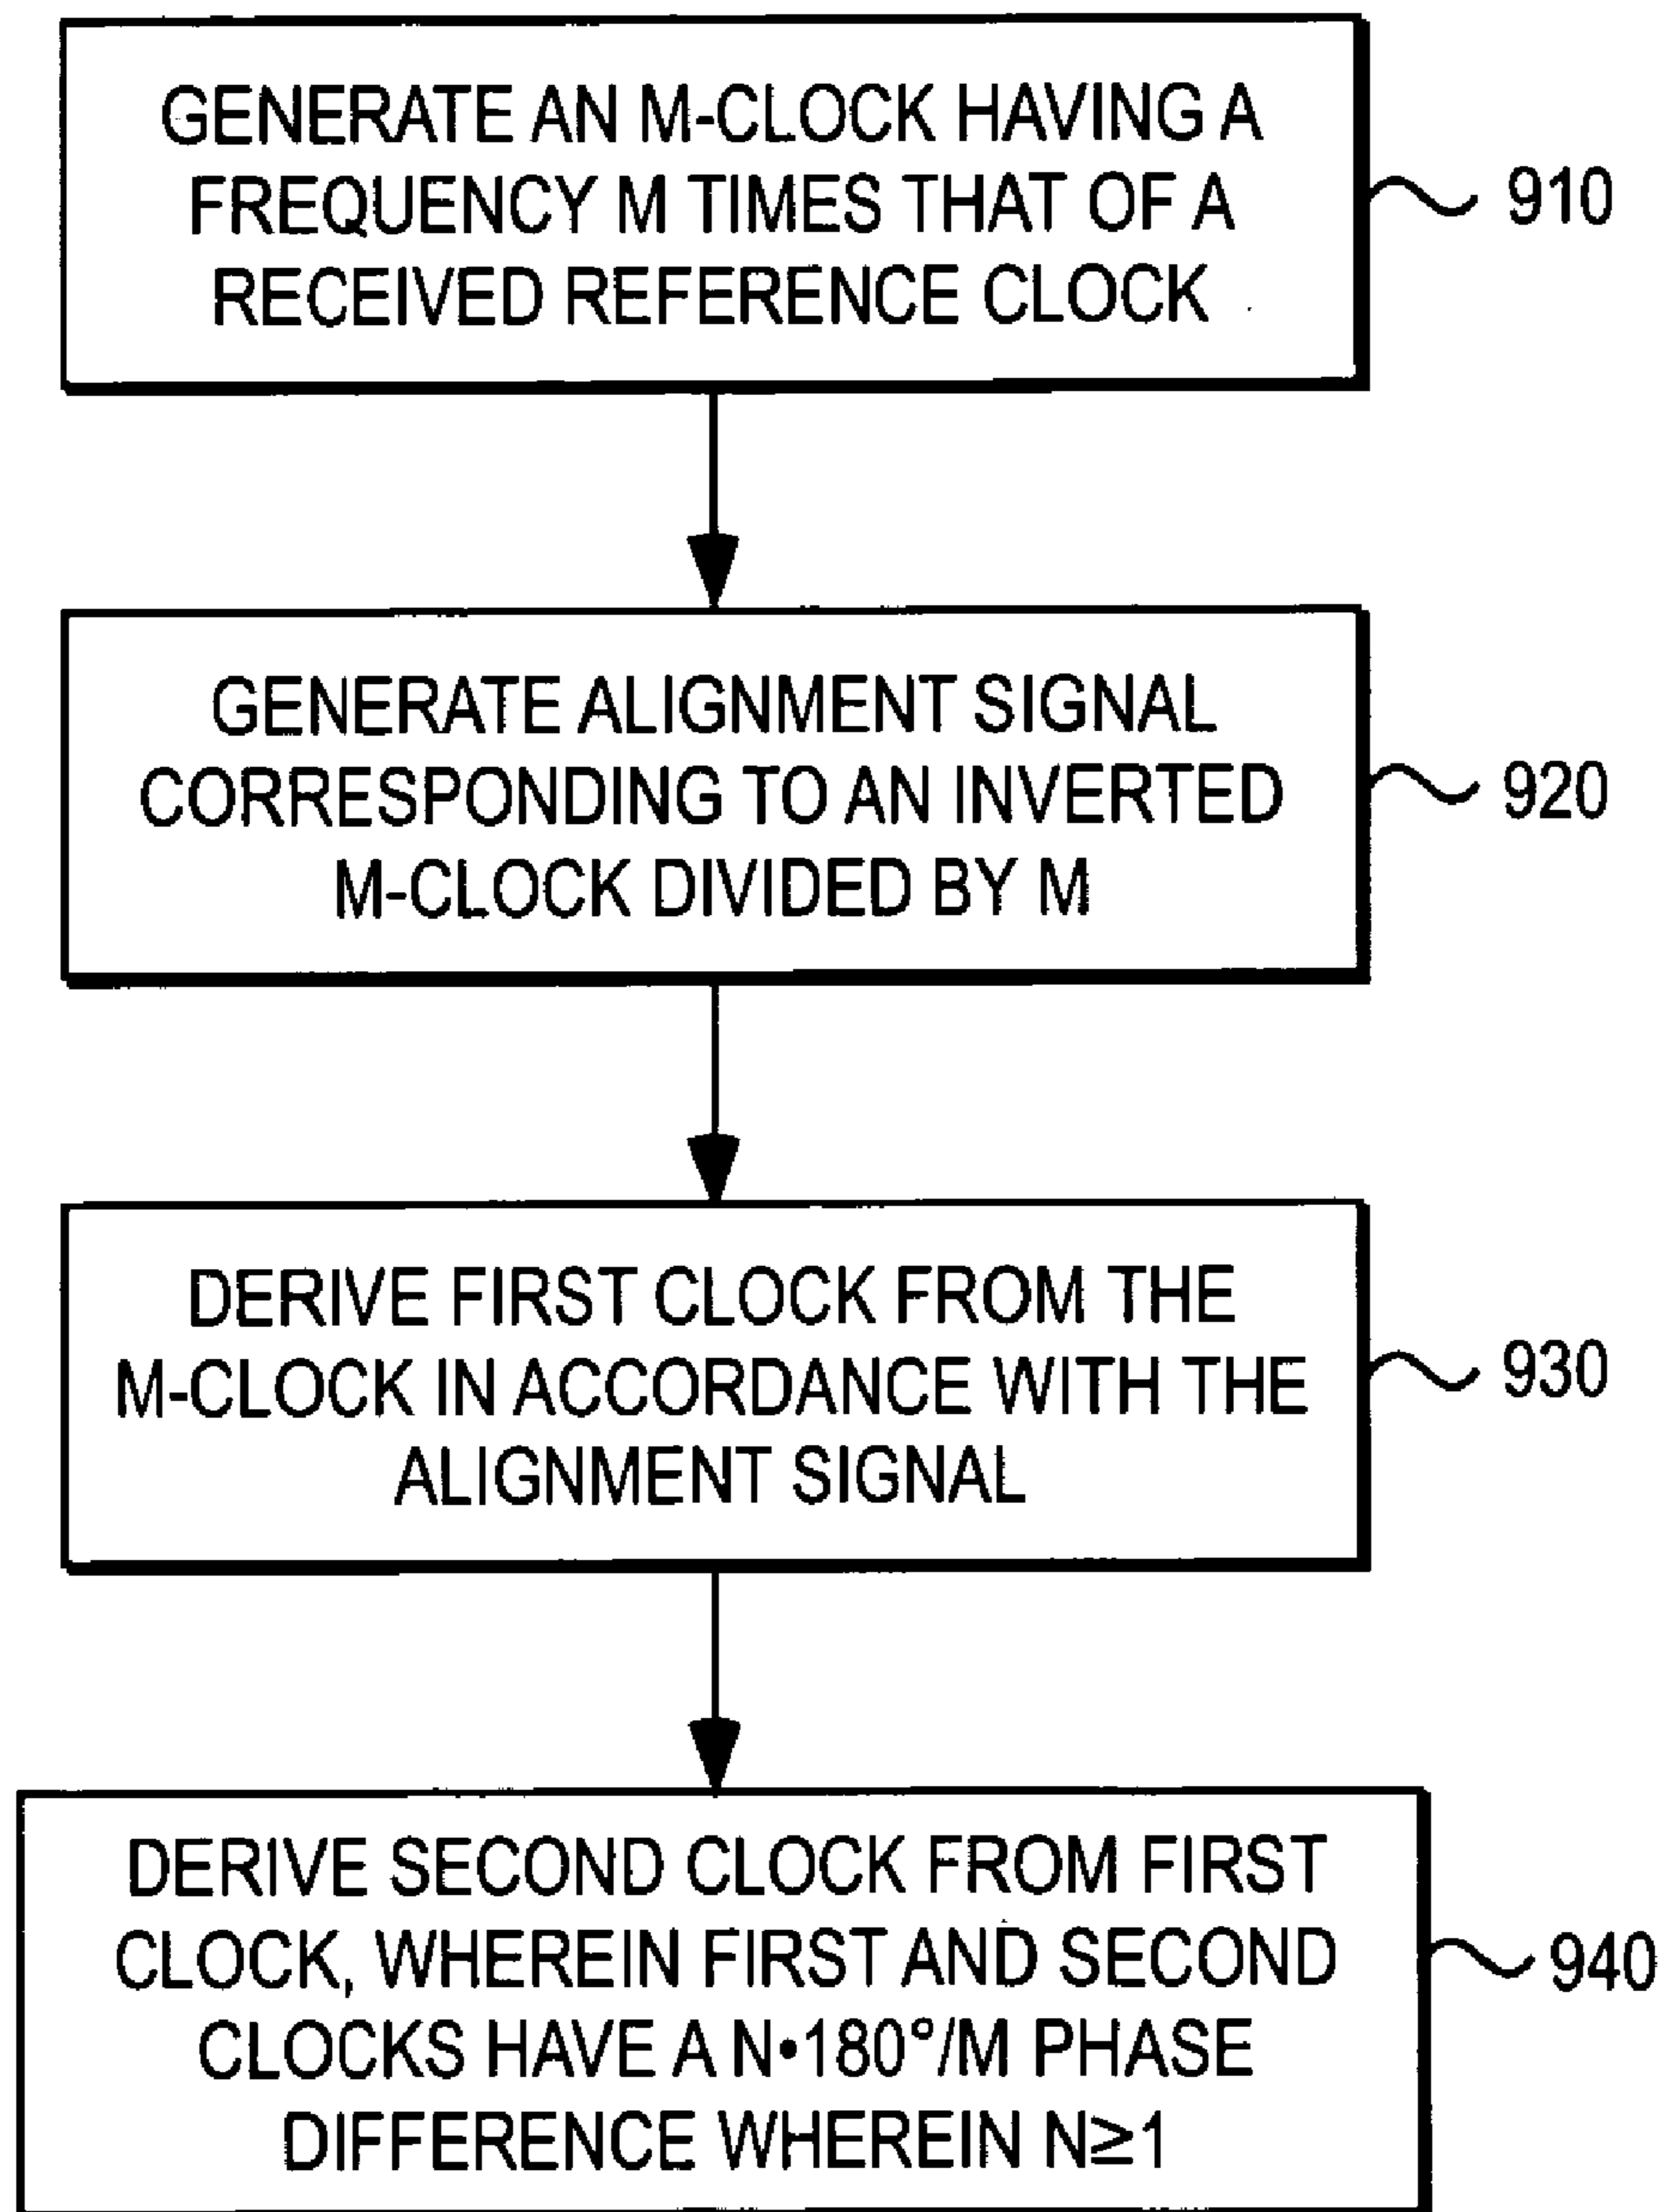 GENERATE AN M-CLOCK HAVING A
FREQUENCY M TIMES THAT OF A
RECEIVED REFERENCE CLOCK
910
GENERATE ALIGNMENT SIGNAL
CORRESPONDING TO AN INVERTED
M-CLOCK DIVIDED BY M
920
DERIVE FIRST CLOCK FROM THE
M-CLOCK IN ACCORDANCE WITH THE
ALIGNMENT SIGNAL
930
DERIVE SECOND CLOCK FROM FIRST
CLOCK, WHEREIN FIRST AND SECOND
CLOCKS HAVE A N•180°/M PHASE
DIFFERENCE WHEREIN N≥1
940